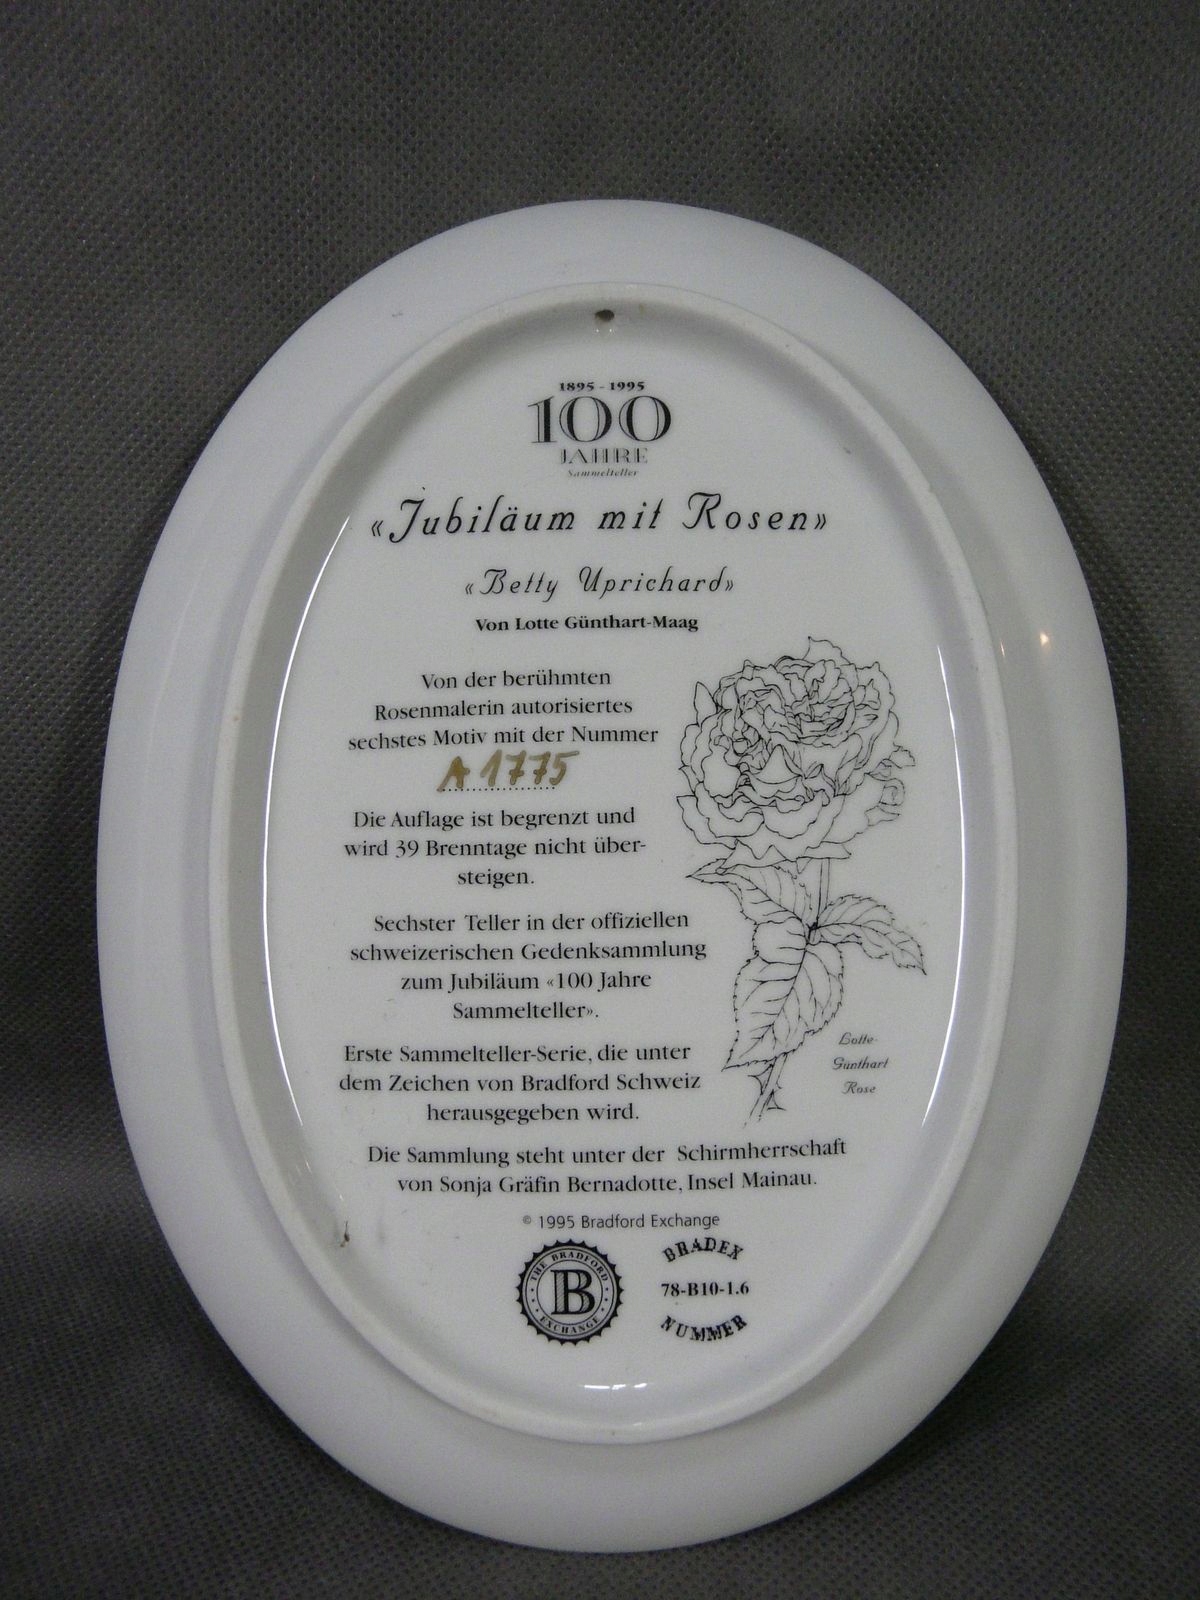 1895 - 1995
100
JAHRE
Sammelteller
«Jubiläum mit Rosen»
«Betty Uprichard»
Von Lotte Günthart-Maag
Von der berühmten
Rosenmalerin autorisiertes
sechstes Motiv mit der Nummer
A 1775
Die Auflage ist begrenzt und
wird 39 Brenntage nicht über-
steigen.
Sechster Teller in der offiziellen
schweizerischen Gedenksammlung
zum Jubiläum «100 Jahre
Sammelteller».
Erste Sammelteller-Serie, die unter
dem Zeichen von Bradford Schweiz
herausgegeben wird.
Lotte-
Günthart
Rose
Die Sammlung steht unter der Schirmherrschaft
von Sonja Gräfin Bernadotte, Insel Mainau.
© 1995 Bradford Exchange
THE BRADFORD
B
EXCHANGE
BRADEX
78-B10-1.6
NUMMER